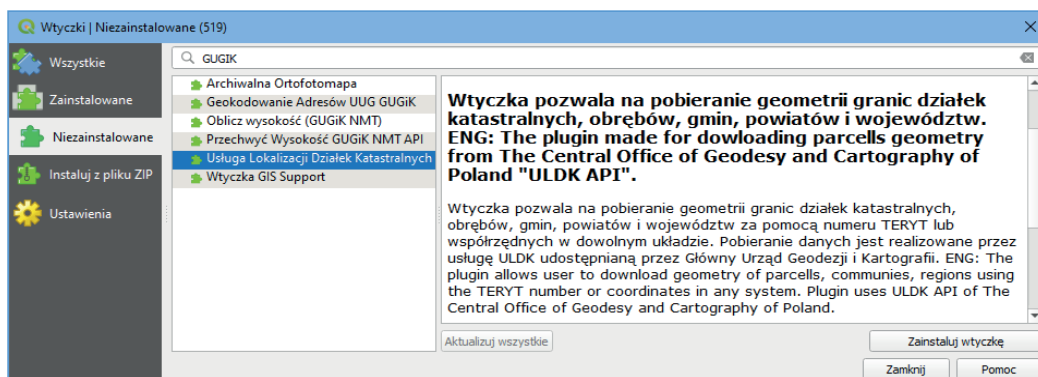 Wtyczki | Niezainstalowane (519)
Wszystkie
Zainstalowane
Niezainstalowane
Instaluj z pliku ZIP
Ustawienia
GUGIK
Archiwalna Ortofotomapa
Geokodowanie Adresów UUG GUGiK
Oblicz wysokość (GUGiK NMT)
Przechwyć Wysokość GUGiK NMT API
Usługa Lokalizacji Działek Katastralnych
Wtyczka GIS Support
Wtyczka pozwala na pobieranie geometrii granic działek
katastralnych, obrębów, gmin, powiatów i województw.
ENG: The plugin made for dowloading parcells geometry
from The Central Office of Geodesy and Cartography of
Poland "ULDK API".
Wtyczka pozwala na pobieranie geometrii granic działek katastralnych,
obrębów, gmin, powiatów i województw za pomocą numeru TERYT lub
współrzędnych w dowolnym układzie. Pobieranie danych jest realizowane przez
usługę ULDK udostępnianą przez Główny Urząd Geodezji i Kartografii. ENG: The
plugin allows user to download geometry of parcells, communies, regions using
the TERYT number or coordinates in any system. Plugin uses ULDK API of The
Central Office of Geodesy and Cartography of Poland.
Aktualizuj wszystkie
Zainstaluj wtyczkę
Zamknij
Pomoc